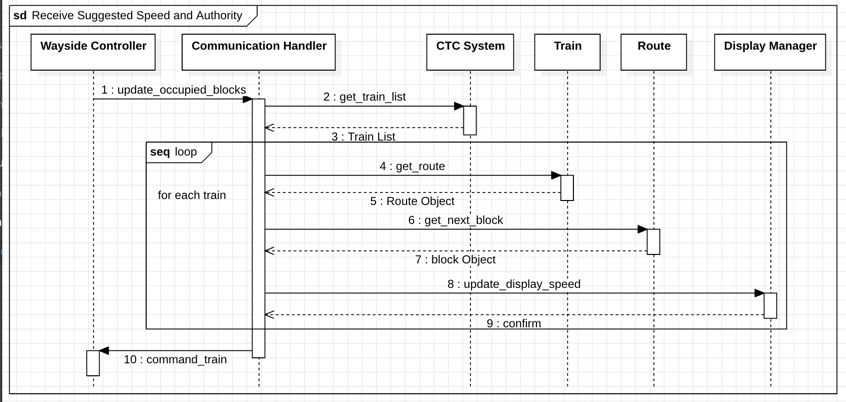 sd Receive Suggested Speed and Authority
Wayside Controller
Communication Handler
CTC System
Train
Route
Display Manager
1 : update_occupied_blocks
2 : get_train_list
3 : Train List
seq loop
4 : get_route
for each train
5 : Route Object
6 : get_next_block
7 : block Object
8 : update_display_speed
9 : confirm
10 : command_train